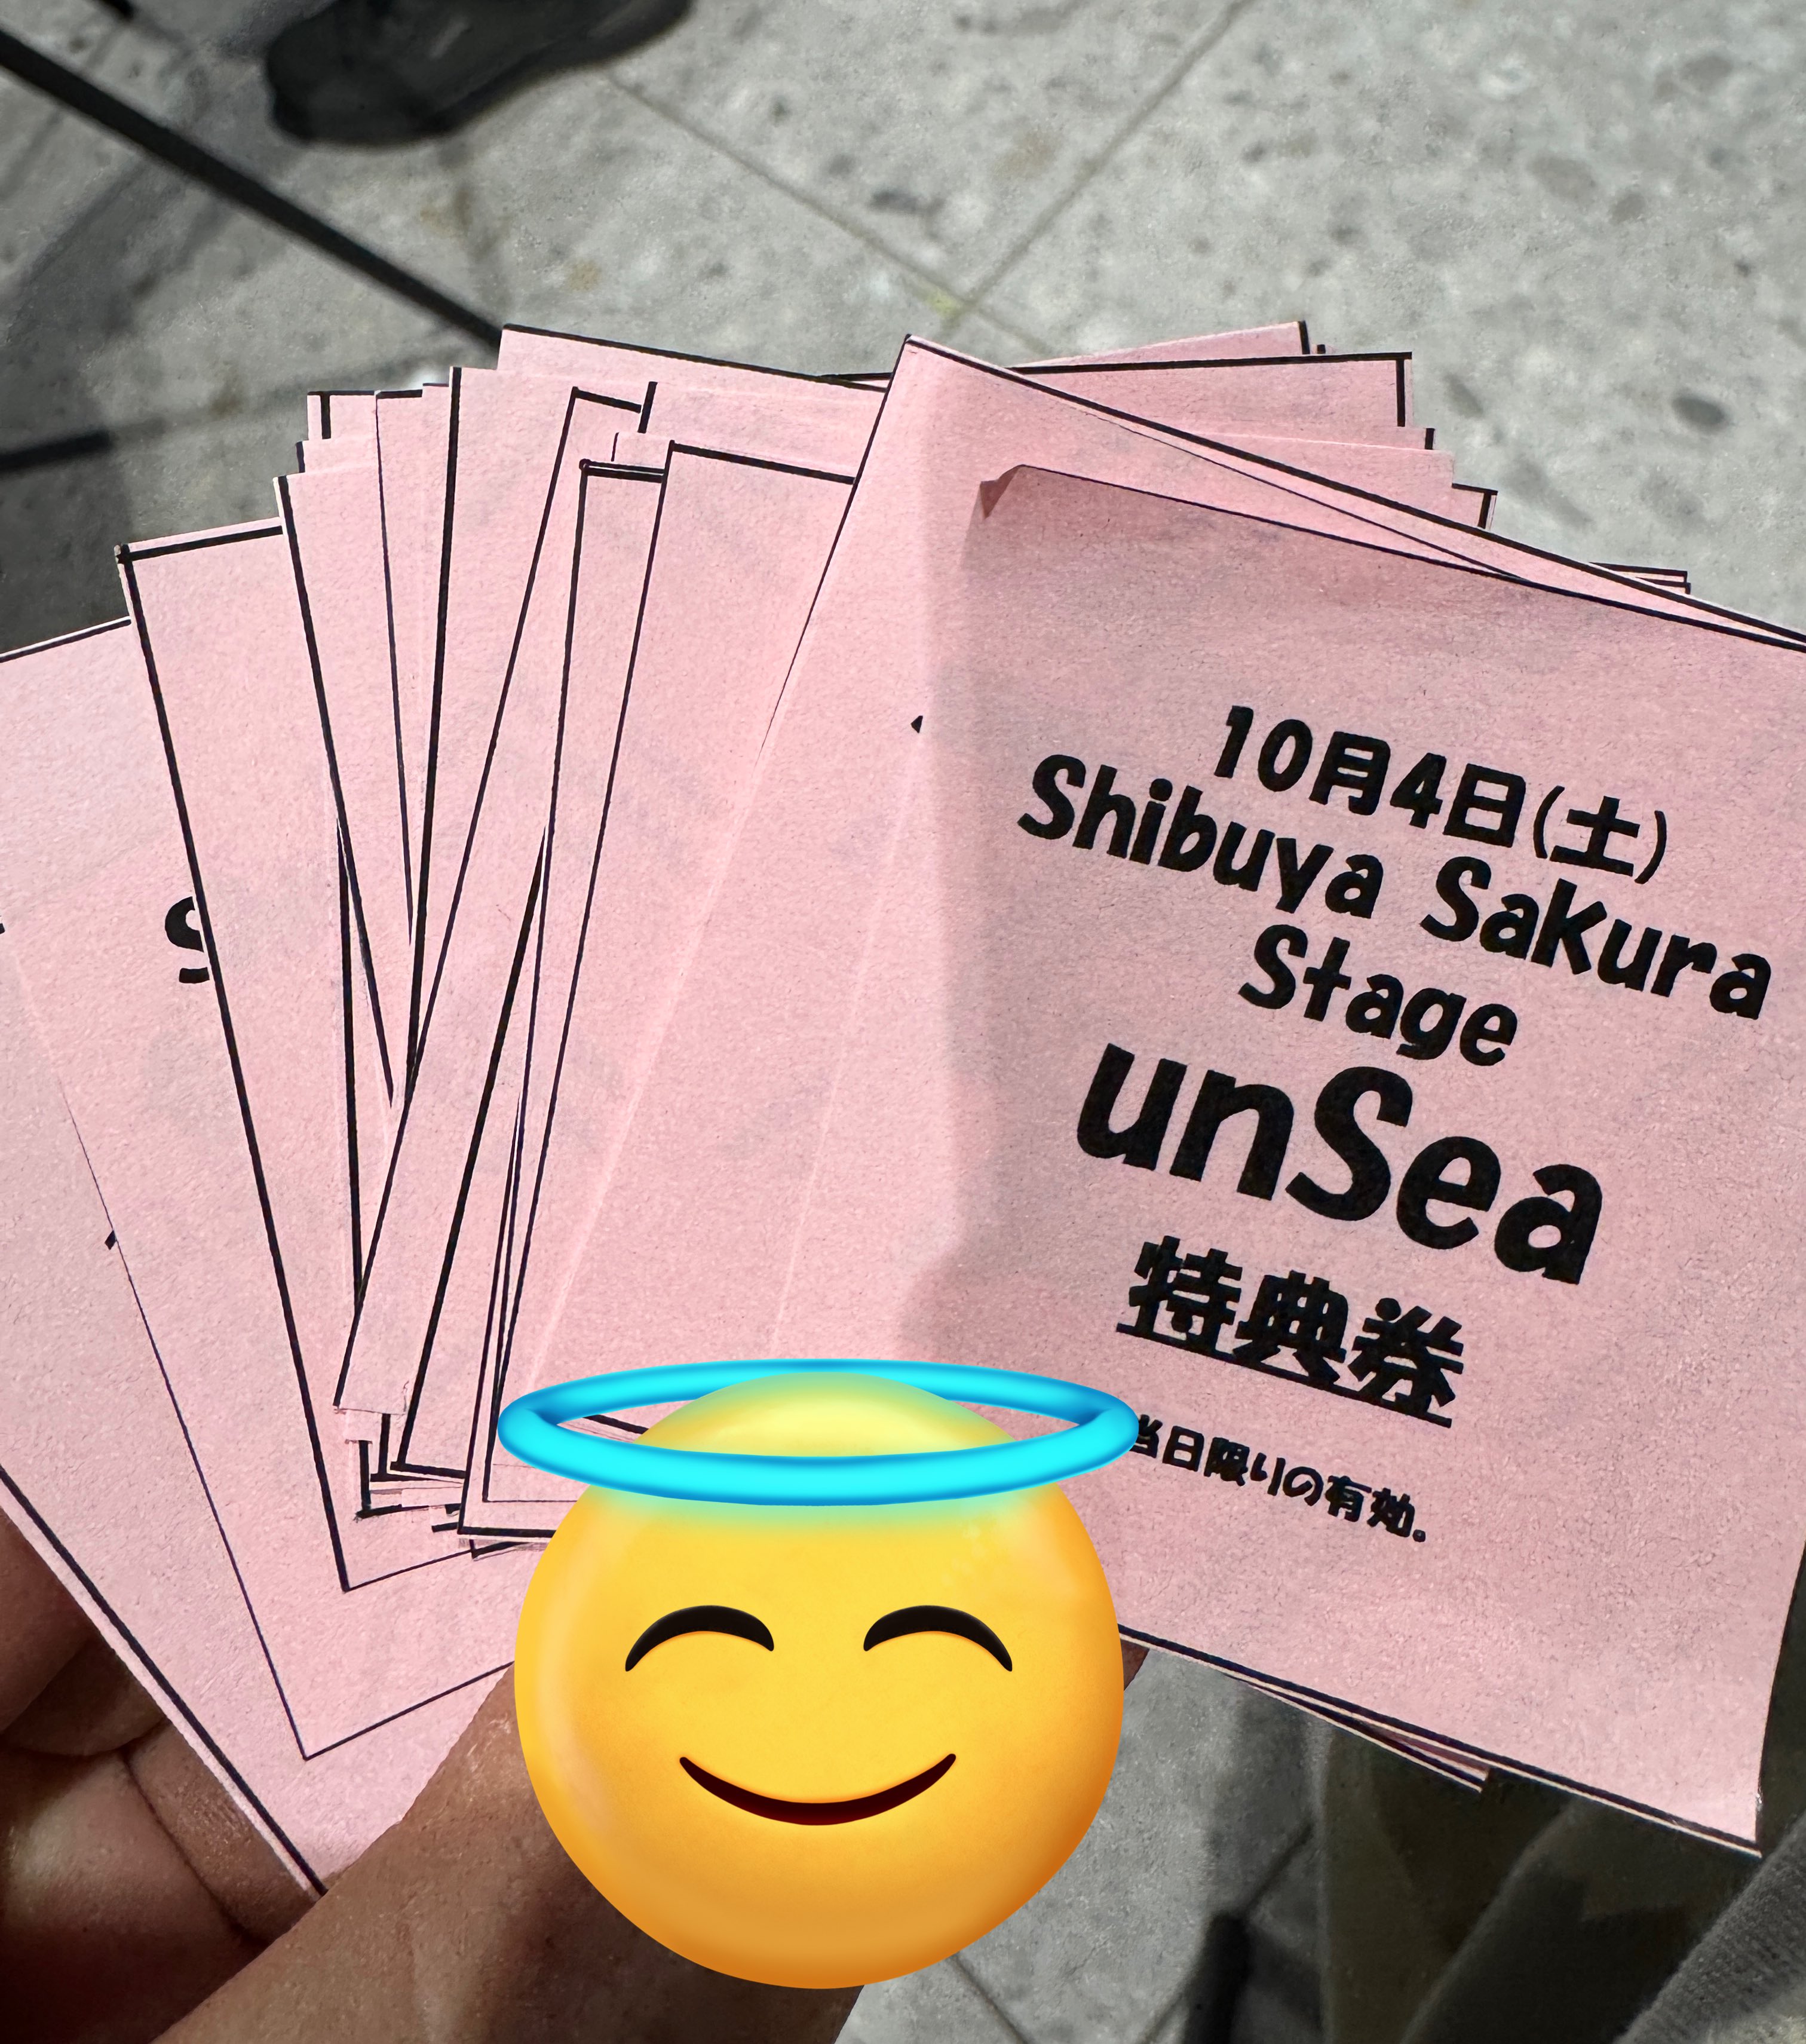 10月4日(土)
Shibuya Sakura
Stage
unSea
特典券
当日限りの有効.